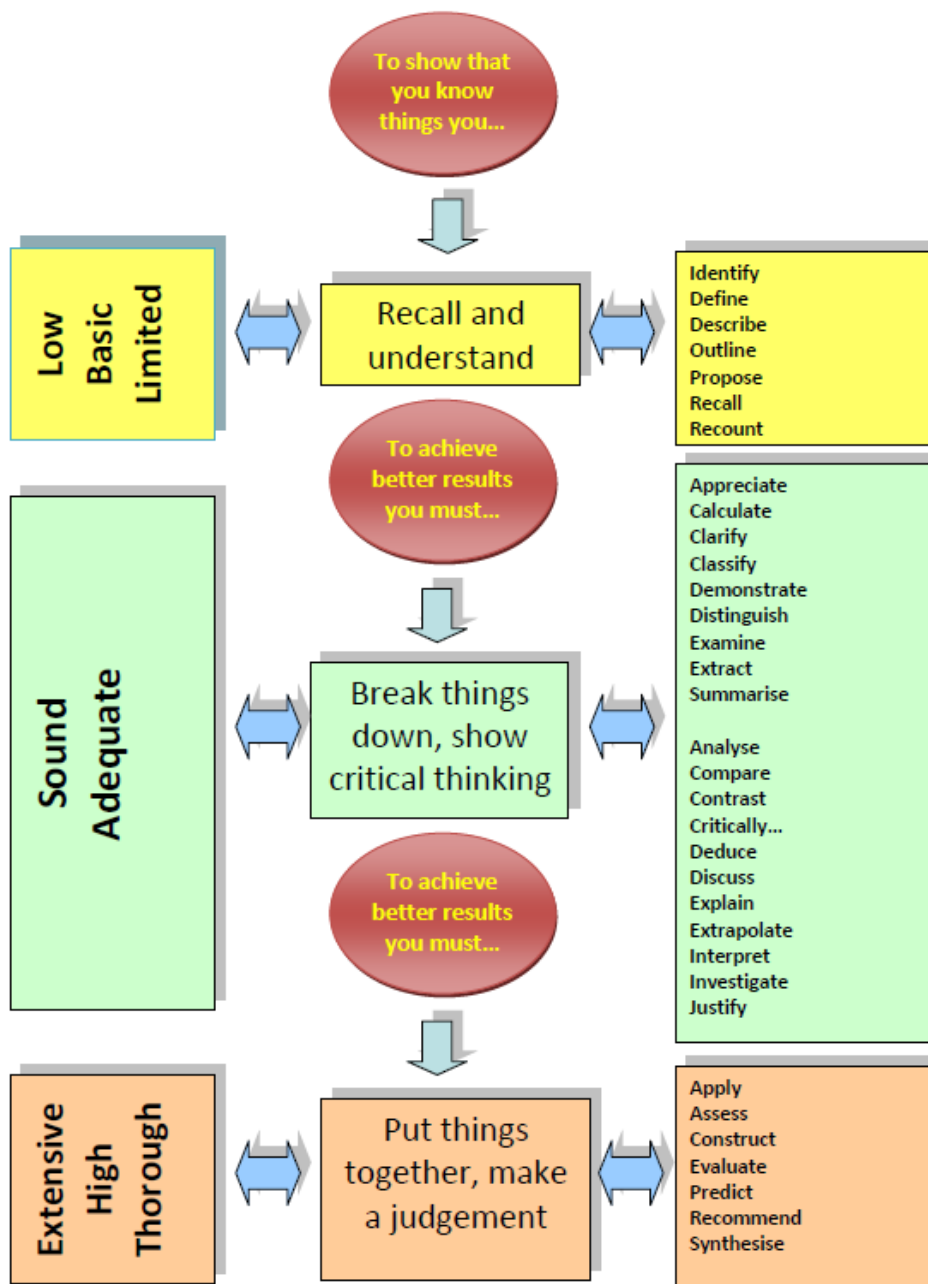 To show that
you know
things you...
Low
Basic
Limited
Recall and
understand
Identify
Define
Describe
Outline
Propose
Recall
Recount
To achieve
better results
you must...
Sound
Adequate
Break things
down, show
critical thinking
Appreciate
Calculate
Clarify
Classify
Demonstrate
Distinguish
Examine
Extract
Summarise
Analyse
Compare
Contrast
Critically...
Deduce
Discuss
Explain
Extrapolate
Interpret
Investigate
Justify
To achieve
better results
you must...
Extensive
High
Thorough
Put things
together, make
a judgement
Apply
Assess
Construct
Evaluate
Predict
Recommend
Synthesise